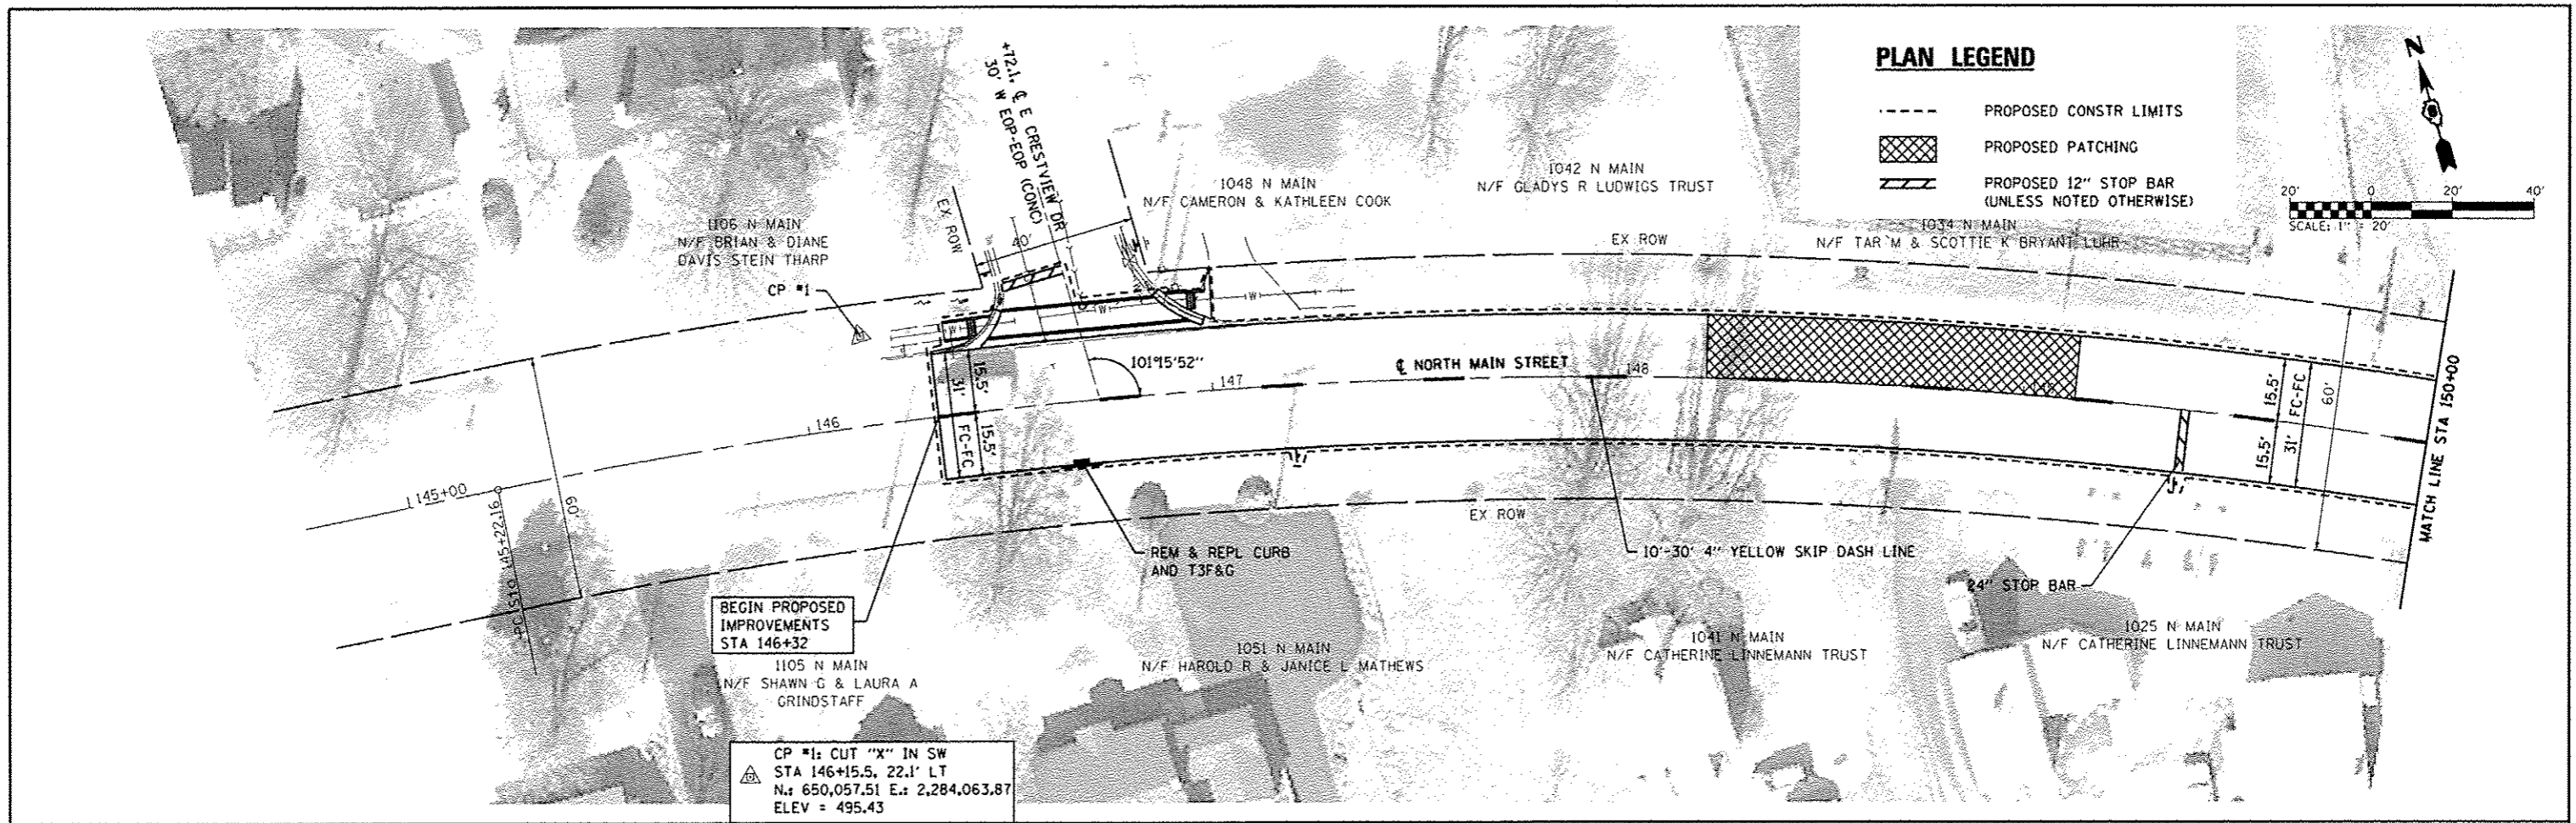 PLAN LEGEND
PROPOSED CONSTR LIMITS
PROPOSED PATCHING
PROPOSED 12" STOP BAR
(UNLESS NOTED OTHERWISE)
N
20' 0 20' 40'
SCALE: 1" = 20'
+72.1, ℄ E CRESTVIEW DR
30' W EOP-EOP (CONC)
EX ROW
40'
1106 N MAIN
N/F BRIAN & DIANE
DAVIS STEIN THARP
CP #1
1048 N MAIN
N/F CAMERON & KATHLEEN COOK
1042 N MAIN
N/F GLADYS R LUDWIGS TRUST
1034 N MAIN
N/F TAR M & SCOTTIE K BRYANT LUHR
EX ROW
W
W
W
101°15'52"
℄ NORTH MAIN STREET
145+00
146
147
148
PC STA 145+22.16
60'
15.5'
31'
FC-FC
15.5'
15.5'
FC-FC
60'
15.5'
31'
MATCH LINE STA 150+00
EX ROW
REM & REPL CURB
AND T3F&G
10'-30' 4" YELLOW SKIP DASH LINE
24" STOP BAR
BEGIN PROPOSED
IMPROVEMENTS
STA 146+32
1105 N MAIN
N/F SHAWN G & LAURA A
GRINDSTAFF
1051 N MAIN
N/F HAROLD R & JANICE L MATHEWS
1041 N MAIN
N/F CATHERINE LINNEMANN TRUST
1025 N MAIN
N/F CATHERINE LINNEMANN TRUST
CP #1: CUT "X" IN SW
STA 146+15.5, 22.1' LT
N.: 650,057.51 E.: 2,284,063.87
ELEV = 495.43